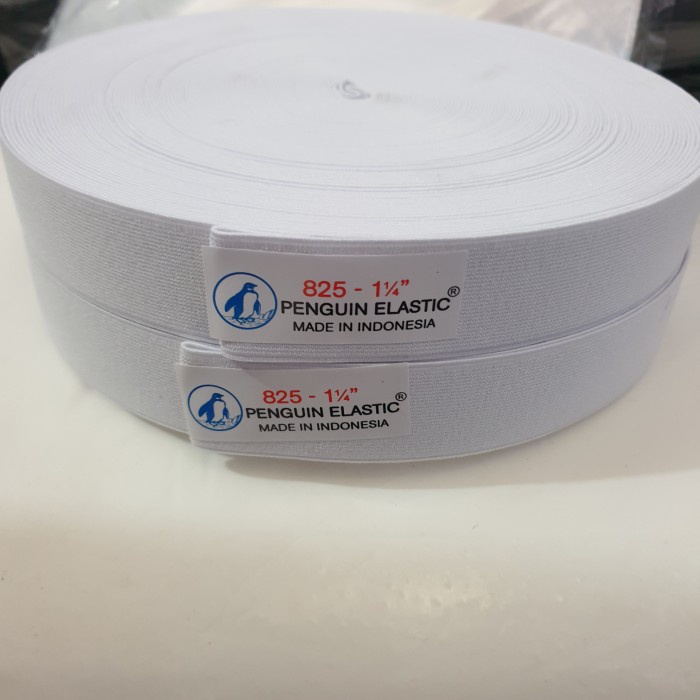 825 - 1¼"
PENGUIN ELASTIC®
MADE IN INDONESIA
825 - 1¼"
PENGUIN ELASTIC®
MADE IN INDONESIA